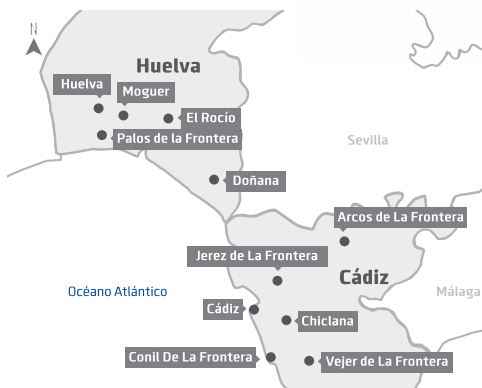 N
Huelva
Huelva
Moguer
El Rocío
Palos de la Frontera
Sevilla
Doñana
Arcos de La Frontera
Jerez de La Frontera
Cádiz
Océano Atlántico
Málaga
Cádiz
Chiclana
Conil De La Frontera
Vejer de La Frontera